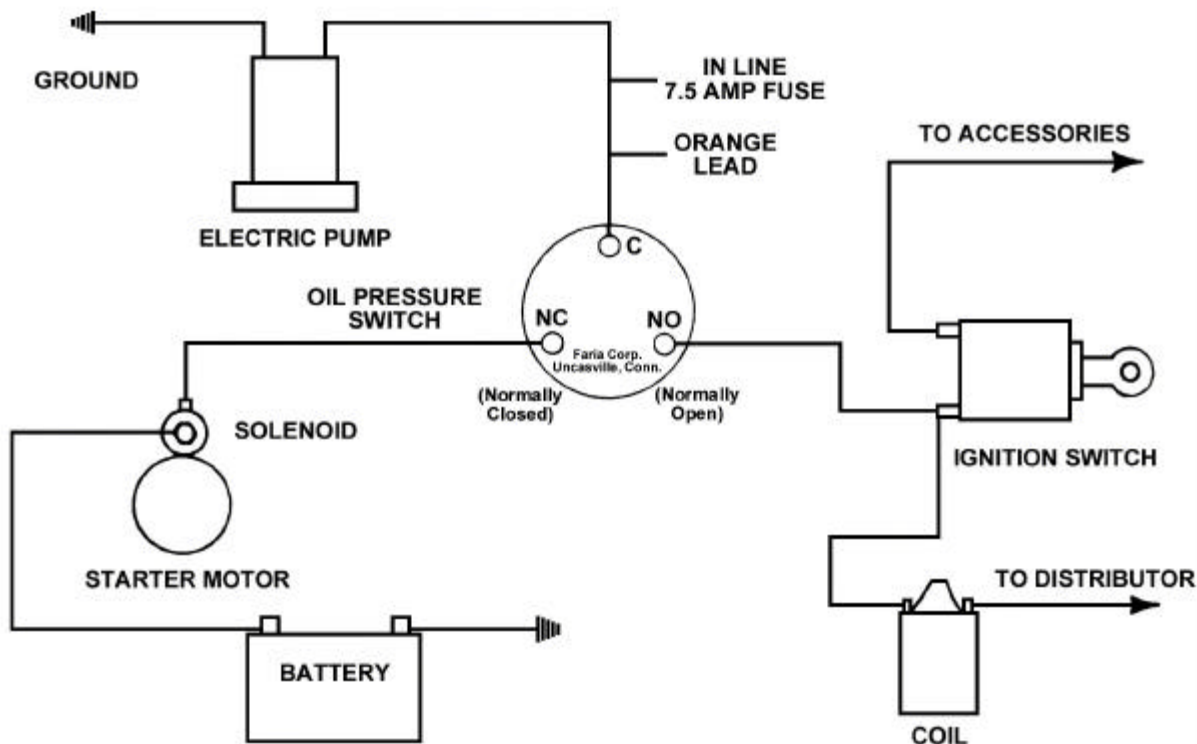 GROUND
IN LINE
7.5 AMP FUSE
TO ACCESSORIES
ORANGE
LEAD
ELECTRIC PUMP
C
OIL PRESSURE
SWITCH
NC
NO
Faria Corp.
Uncasville, Conn.
(Normally
Closed)
(Normally
Open)
SOLENOID
IGNITION SWITCH
STARTER MOTOR
TO DISTRIBUTOR
BATTERY
COIL